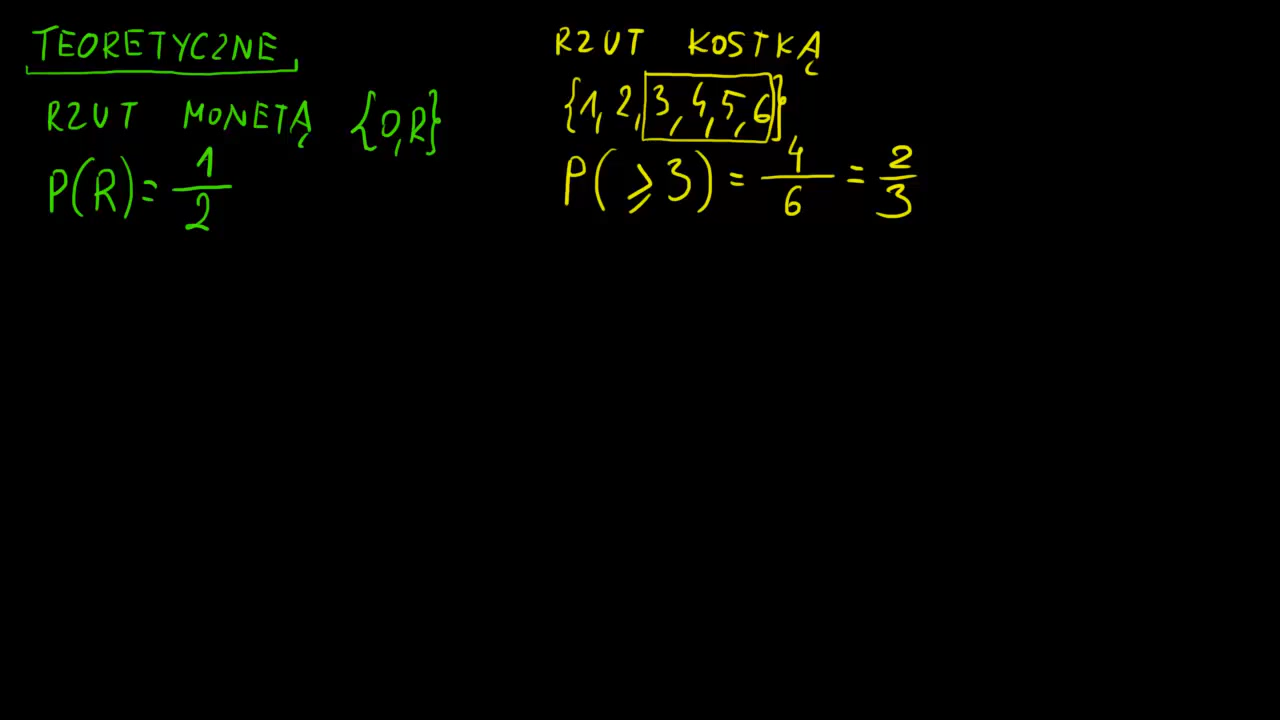 TEORETYCZNE
RZUT MONETĄ {O,R}
P(R)= 1/2
RZUT KOSTKĄ
{1, 2, 3, 4, 5, 6}
P(⩾3) = 4/6 = 2/3